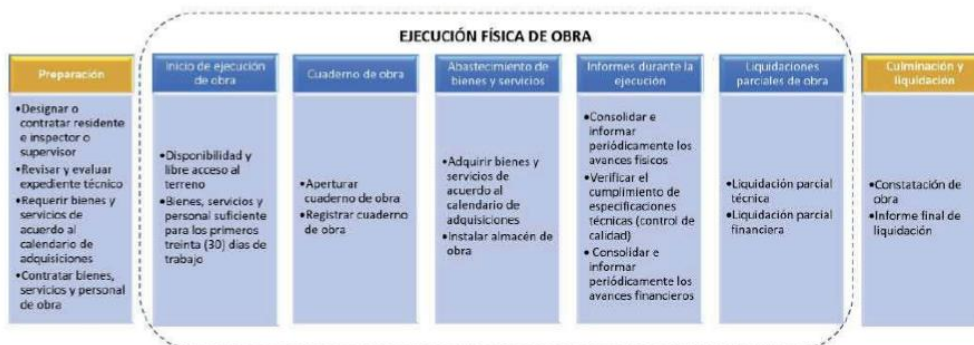 EJECUCIÓN FÍSICA DE OBRA
Preparación
•Designar o
contratar residente
e inspector o
supervisor
•Revisar y evaluar
expediente técnico
•Requerir bienes y
servicios de
acuerdo al
calendario de
adquisiciones
•Contratar bienes,
servicios y personal
de obra
Inicio de ejecución
de obra
•Disponibilidad y
libre acceso al
terreno
•Bienes, servicios y
personal suficiente
para los primeros
treinta (30) días de
trabajo
Cuaderno de obra
•Aperturar
cuaderno de obra
•Registrar cuaderno
de obra
Abastecimiento de
bienes y servicios
•Adquirir bienes y
servicios de
acuerdo al
calendario de
adquisiciones
•Instalar almacén de
obra
Informes durante la
ejecución
•Consolidar e
informar
periódicamente los
avances físicos
•Verificar el
cumplimiento de
especificaciones
técnicas (control de
calidad)
• Consolidar e
informar
periódicamente los
avances financieros
Liquidaciones
parciales de obra
•Liquidación parcial
técnica
•Liquidación parcial
financiera
Culminación y
liquidación
•Constatación de
obra
•Informe final de
liquidación